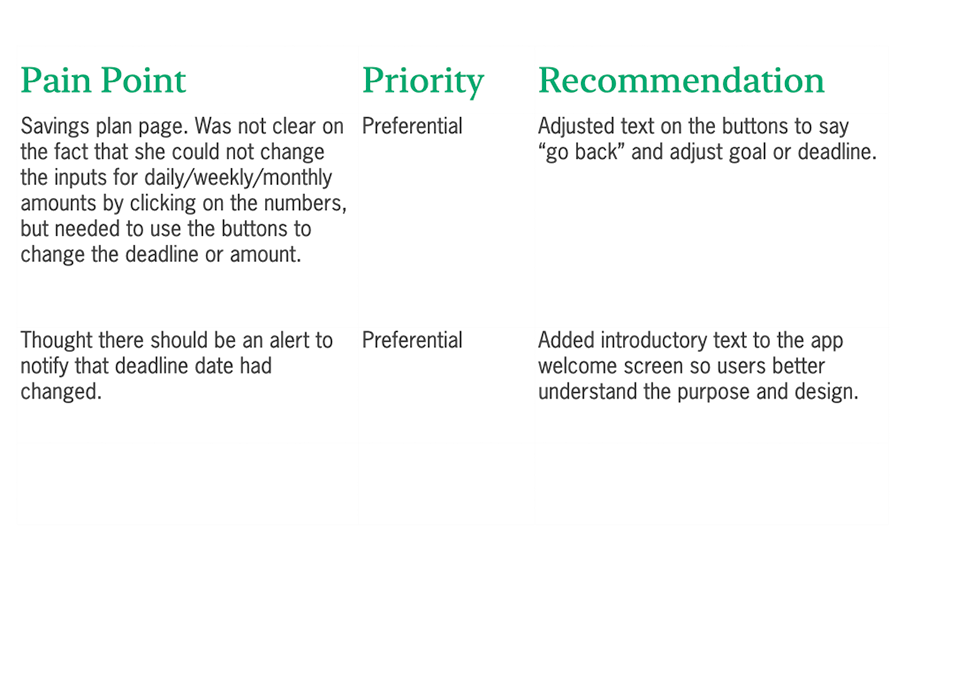 Pain Point Priority Recommendation
Savings plan page. Was not clear on
the fact that she could not change
the inputs for daily/weekly/monthly
amounts by clicking on the numbers,
but needed to use the buttons to
change the deadline or amount.
Preferential
Adjusted text on the buttons to say
“go back” and adjust goal or deadline.
Thought there should be an alert to
notify that deadline date had
changed.
Preferential
Added introductory text to the app
welcome screen so users better
understand the purpose and design.